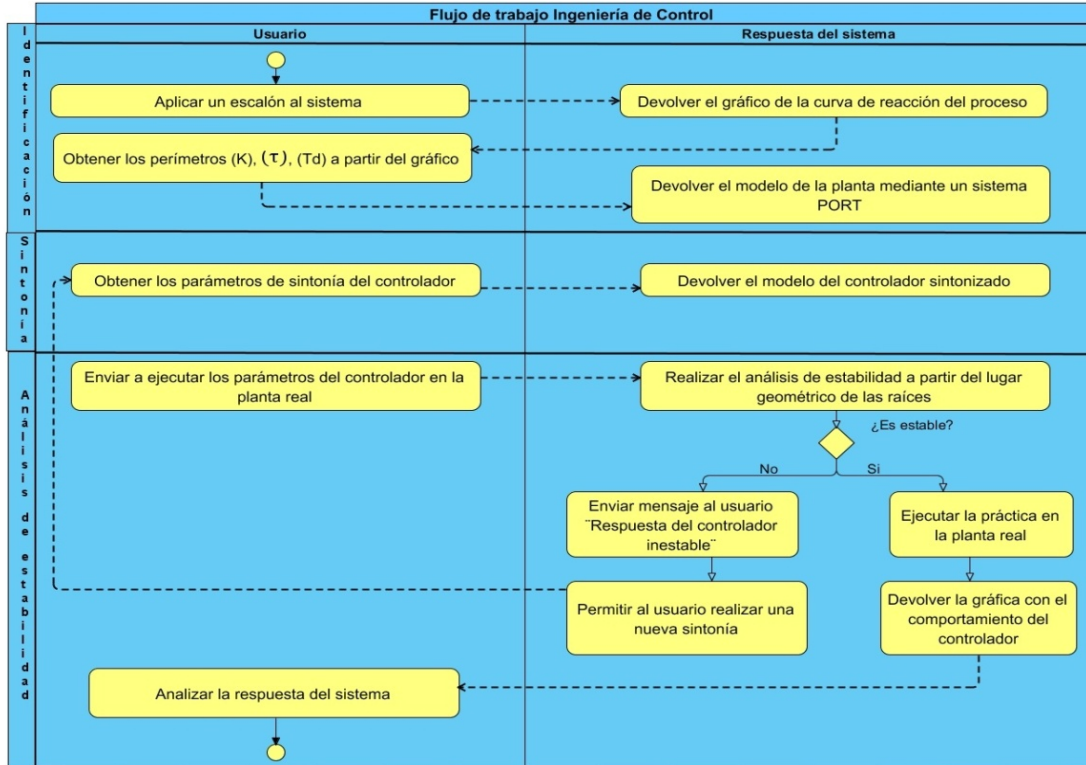 Flujo de trabajo Ingeniería de Control
Usuario
Respuesta del sistema
Identificación
Aplicar un escalón al sistema
Devolver el gráfico de la curva de reacción del proceso
Obtener los perímetros (K), (τ), (Td) a partir del gráfico
Devolver el modelo de la planta mediante un sistema
PORT
Sintonía
Obtener los parámetros de sintonía del controlador
Devolver el modelo del controlador sintonizado
Análisis de estabilidad
Enviar a ejecutar los parámetros del controlador en la
planta real
Realizar el análisis de estabilidad a partir del lugar
geométrico de las raíces
¿Es estable?
No
Si
Enviar mensaje al usuario
¨Respuesta del controlador
inestable¨
Ejecutar la práctica en
la planta real
Permitir al usuario realizar una
nueva sintonía
Devolver la gráfica con el
comportamiento del
controlador
Analizar la respuesta del sistema